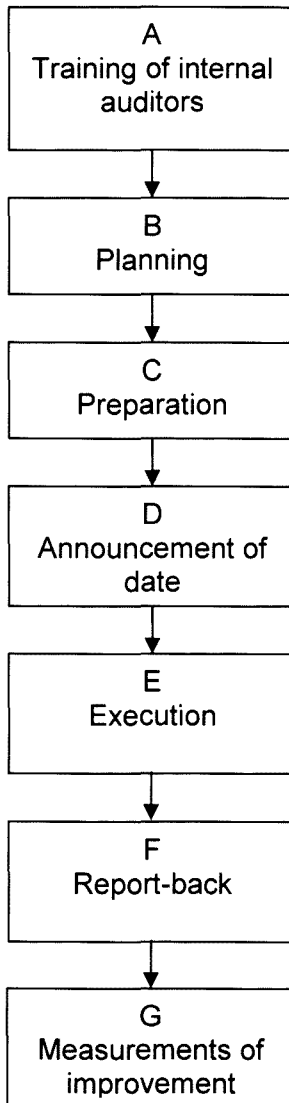 A
Training of internal
auditors
B
Planning
C
Preparation
D
Announcement of
date
E
Execution
F
Report-back
G
Measurements of
improvement